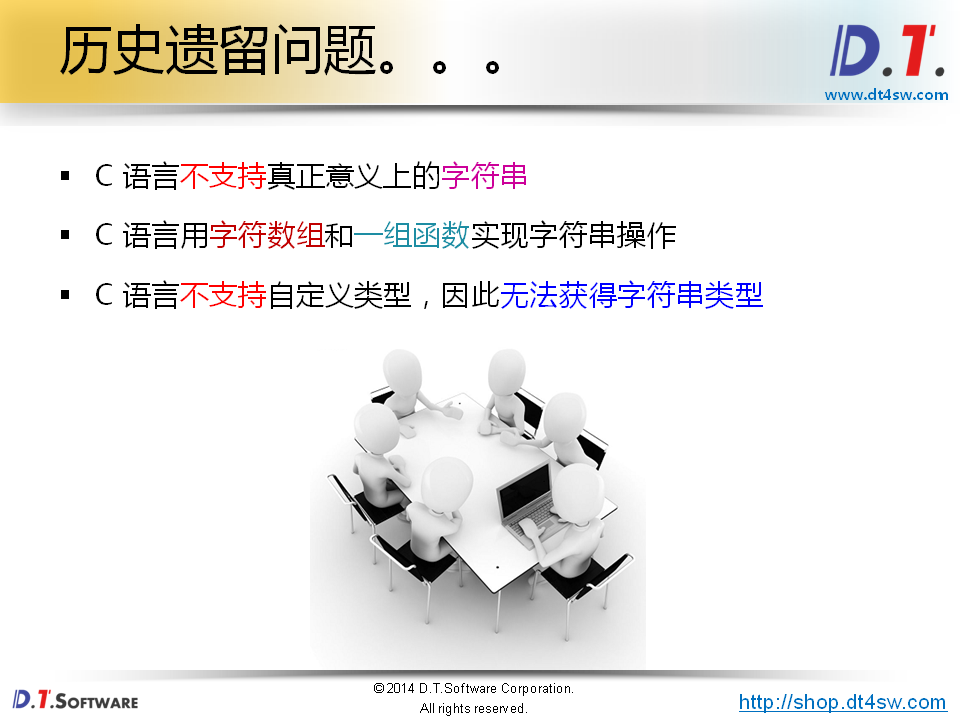 历史遗留问题。。。
D.T.
www.dt4sw.com
▪ C 语言不支持真正意义上的字符串
▪ C 语言用字符数组和一组函数实现字符串操作
▪ C 语言不支持自定义类型，因此无法获得字符串类型
D.T.SOFTWARE
©2014 D.T.Software Corporation.
All rights reserved.
http://shop.dt4sw.com